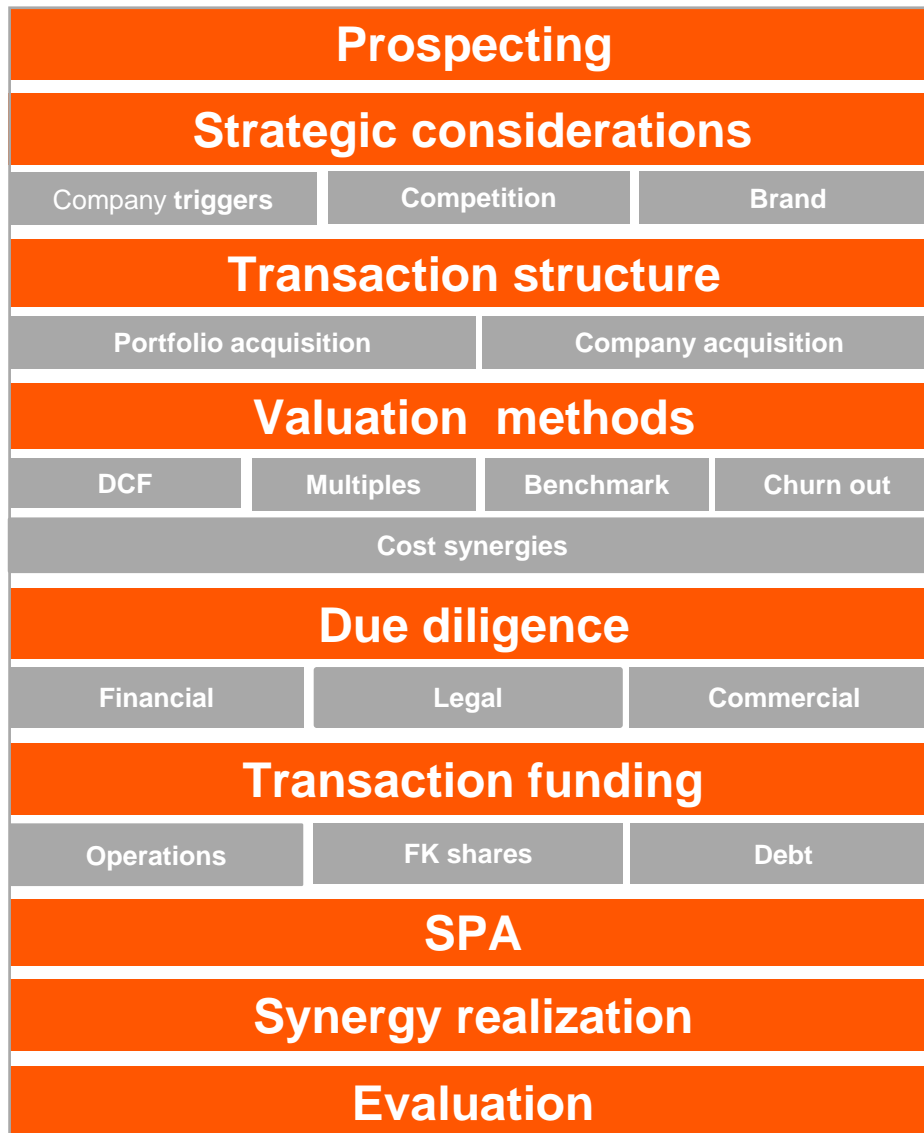 Prospecting
Strategic considerations
Company triggers Competition Brand
Transaction structure
Portfolio acquisition Company acquisition
Valuation methods
DCF Multiples Benchmark Churn out
Cost synergies
Due diligence
Financial Legal Commercial
Transaction funding
Operations FK shares Debt
SPA
Synergy realization
Evaluation